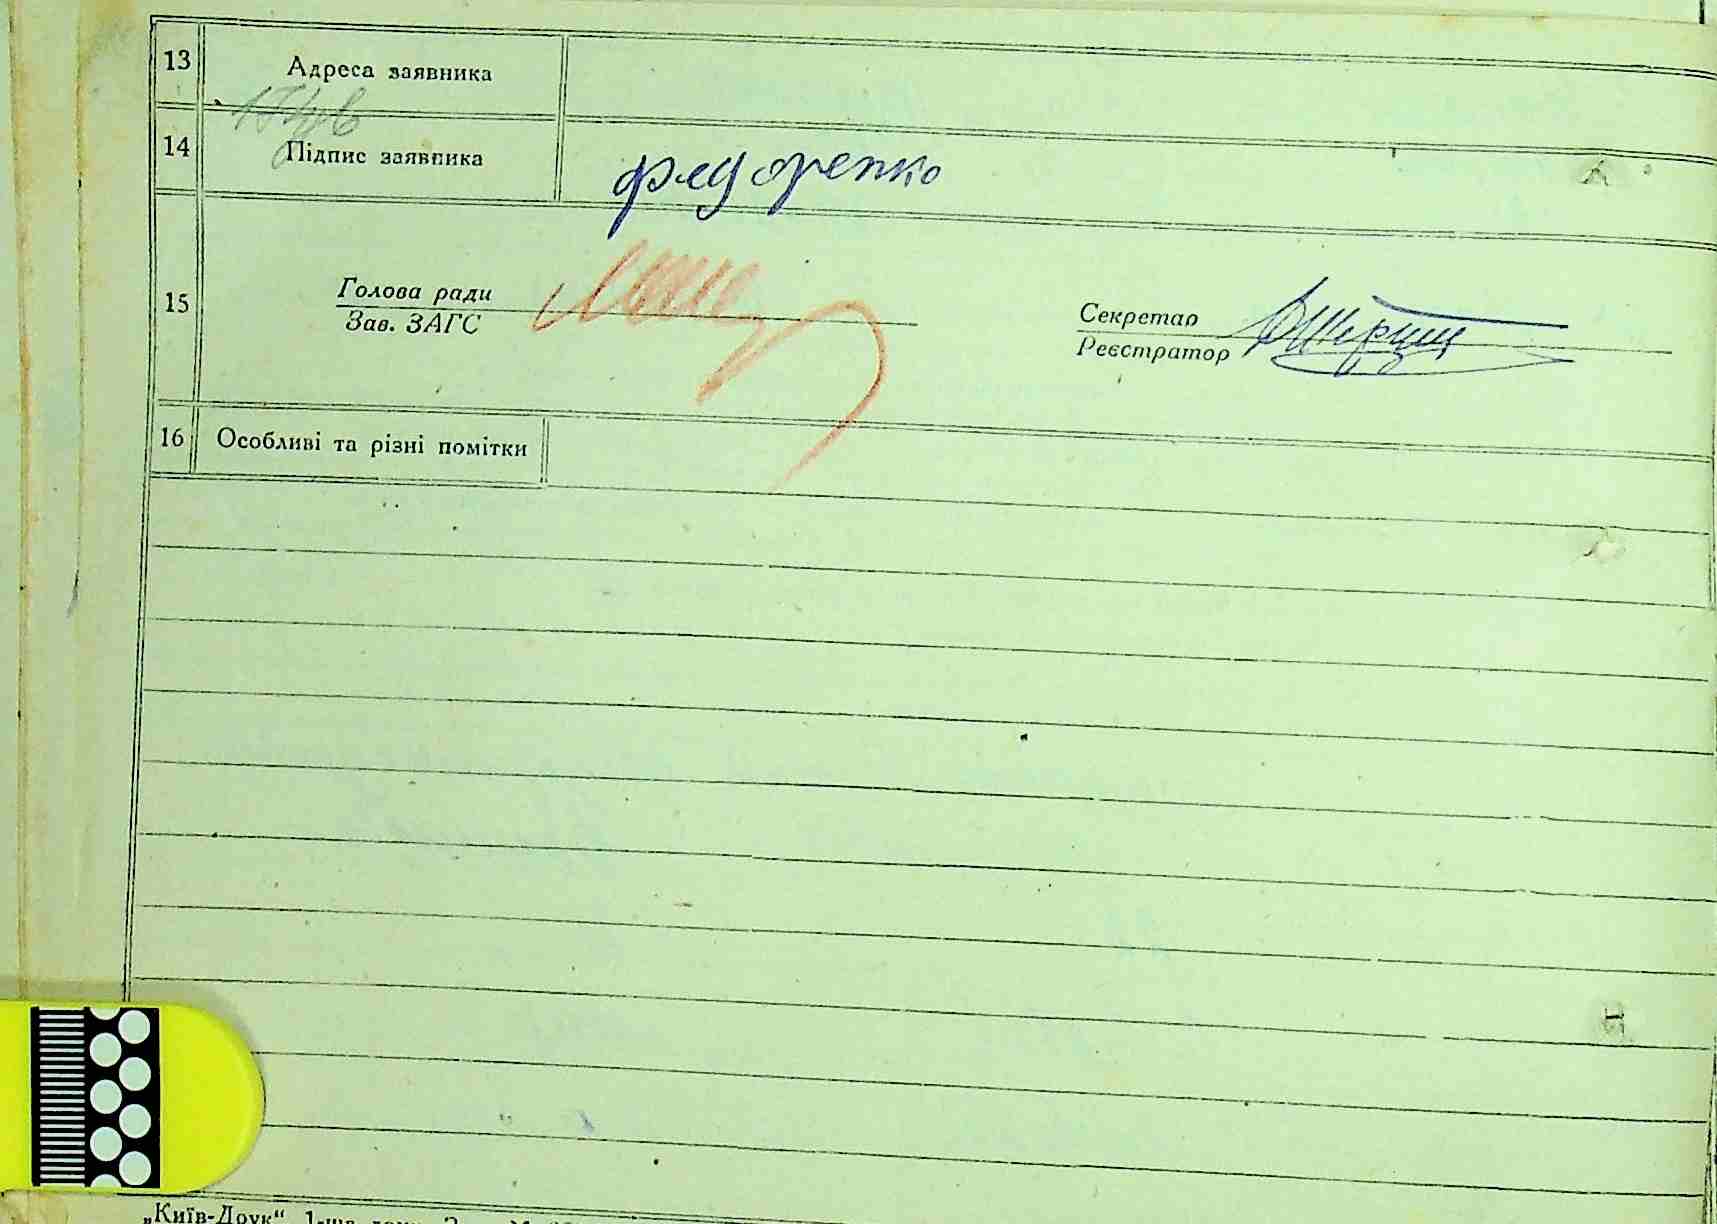 13 Адреса заявника
14 Підпис заявника Федоренко
15 Голова ради
Зав. ЗАГС
Секретар
Реєстратор
16 Особливі та різні помітки
„Київ-Друк“